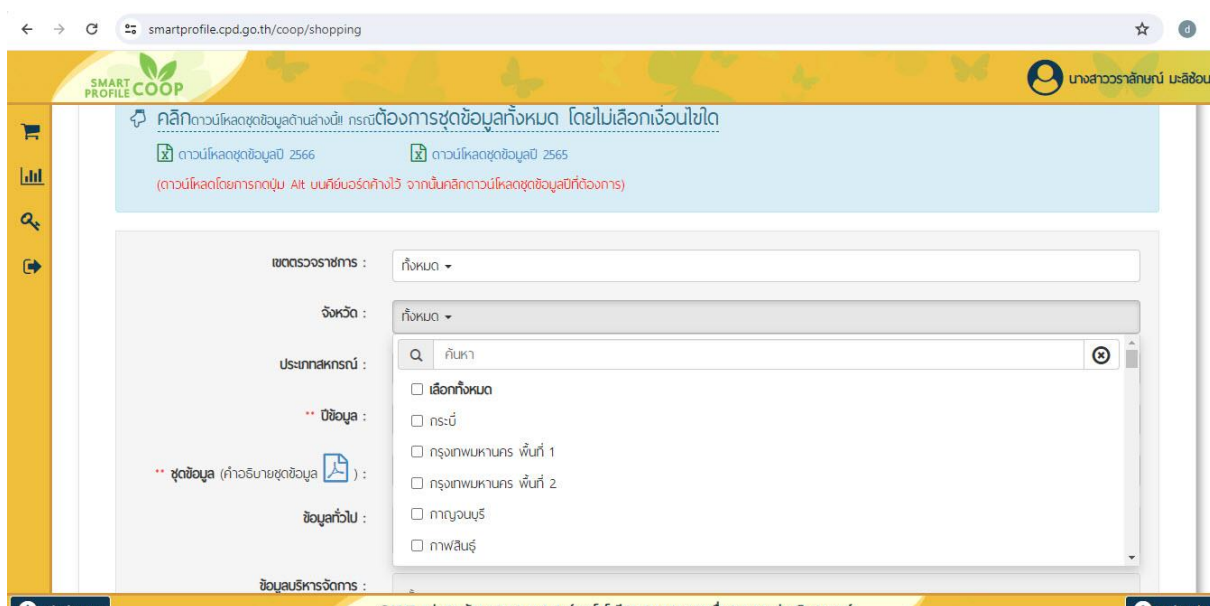 smartprofile.cpd.go.th/coop/shopping
d
SMART PROFILE COOP
นางสาววราลักษณ์ มะลิซ้อน
คลิกดาวน์โหลดชุดข้อมูลด้านล่างนี้!! กรณีต้องการชุดข้อมูลทั้งหมด โดยไม่เลือกเงื่อนไขใด
ดาวน์โหลดชุดข้อมูลปี 2566 ดาวน์โหลดชุดข้อมูลปี 2565
(ดาวน์โหลดโดยการกดปุ่ม Alt บนคีย์บอร์ดค้างไว้ จากนั้นคลิกดาวน์โหลดชุดข้อมูลปีที่ต้องการ)
เขตตรวจราชการ : ทั้งหมด
จังหวัด : ทั้งหมด
ค้นหา
ประเภทสหกรณ์ :
เลือกทั้งหมด
** ปีข้อมูล :
กระบี่
กรุงเทพมหานคร พื้นที่ 1
** ชุดข้อมูล (คำอธิบายชุดข้อมูล ) :
กรุงเทพมหานคร พื้นที่ 2
ข้อมูลทั่วไป :
กาญจนบุรี
กาฬสินธุ์
ข้อมูลบริหารจัดการ :